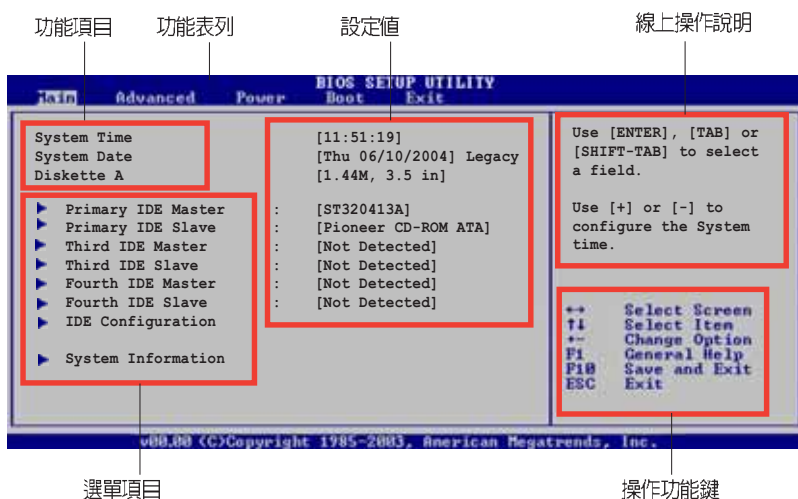 功能項目 功能表列 設定值 線上操作說明
BIOS SETUP UTILITY
Main Advanced Power Boot Exit
System Time [11:51:19]
System Date [Thu 06/10/2004] Legacy
Diskette A [1.44M, 3.5 in]
Primary IDE Master : [ST320413A]
Primary IDE Slave : [Pioneer CD-ROM ATA]
Third IDE Master : [Not Detected]
Third IDE Slave : [Not Detected]
Fourth IDE Master : [Not Detected]
Fourth IDE Slave : [Not Detected]
IDE Configuration
System Information
Use [ENTER], [TAB] or
[SHIFT-TAB] to select
a field.
Use [+] or [-] to
configure the System
time.
←→ Select Screen
↑↓ Select Item
+- Change Option
F1 General Help
F10 Save and Exit
ESC Exit
v00.00 (C)Copyright 1985-2003, American Megatrends, Inc.
選單項目 操作功能鍵